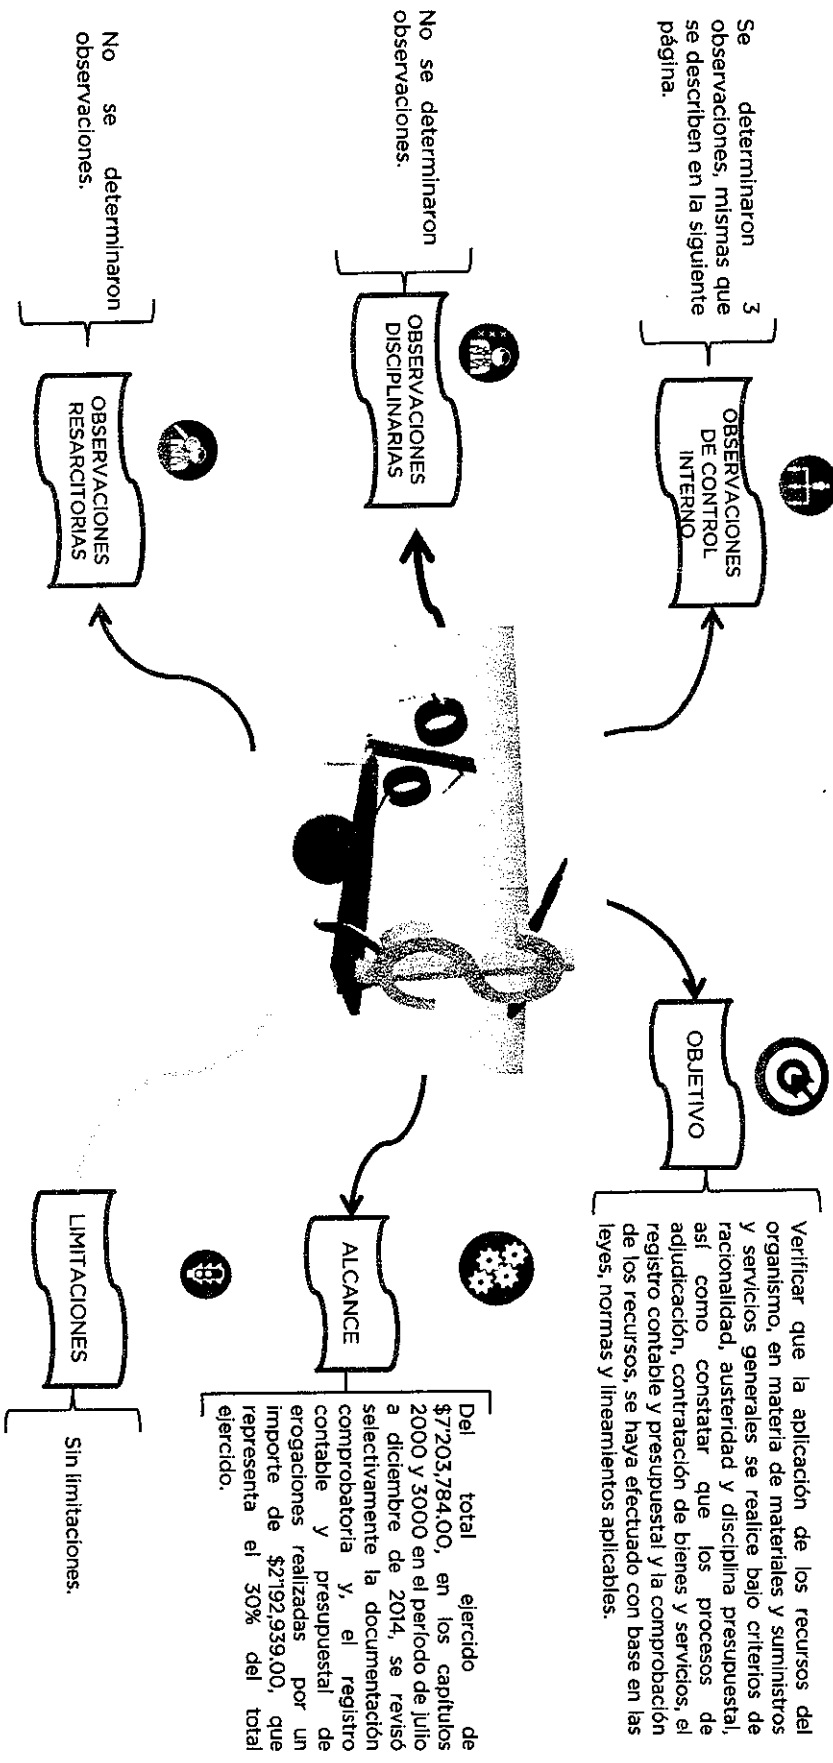 Se determinaron 3
observaciones, mismas que
se describen en la siguiente
página.
OBSERVACIONES
DE CONTROL
INTERNO
No se determinaron
observaciones.
OBSERVACIONES
DISCIPLINARIAS
No se determinaron
observaciones.
OBSERVACIONES
RESARCITORIAS
OBJETIVO
Verificar que la aplicación de los recursos del
organismo, en materia de materiales y suministros
y servicios generales se realice bajo criterios de
racionalidad, austeridad y disciplina presupuestal,
así como constatar que los procesos de
adjudicación, contratación de bienes y servicios, el
registro contable y presupuestal y la comprobación
de los recursos, se haya efectuado con base en las
leyes, normas y lineamientos aplicables.
ALCANCE
Del total ejercido de
$7'203,784.00, en los capítulos
2000 y 3000 en el período de julio
a diciembre de 2014, se revisó
selectivamente la documentación
comprobatoria y, el registro
contable y presupuestal de
erogaciones realizadas por un
importe de $2'192,939.00, que
representa el 30% del total
ejercido.
LIMITACIONES
Sin limitaciones.